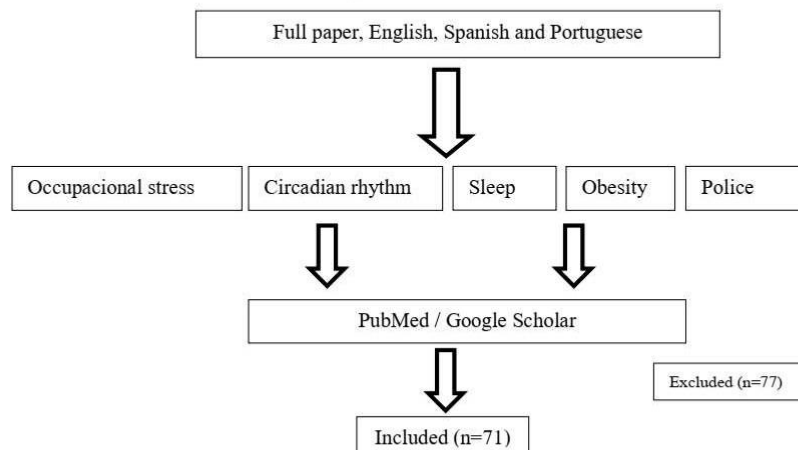 Full paper, English, Spanish and Portuguese
Occupacional stress
Circadian rhythm
Sleep
Obesity
Police
PubMed / Google Scholar
Excluded (n=77)
Included (n=71)